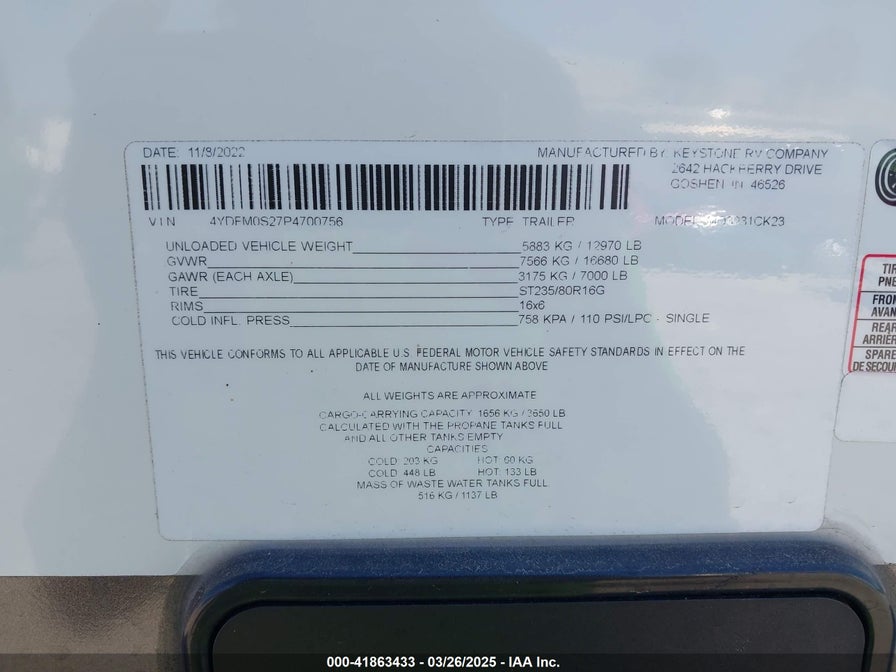 DATE: 11/8/2022 MANUFACTURED BY: KEYSTONE RV COMPANY
2642 HACKBERRY DRIVE
GOSHEN IN 46526
VIN 4YDFM0S27P4700756 TYPE TRAILER
UNLOADED VEHICLE WEIGHT 5883 KG / 12970 LB
GVWR 7566 KG / 16680 LB
GAWR (EACH AXLE) 3175 KG / 7000 LB
TIRE ST235/80R16G
RIMS 16x6
COLD INFL. PRESS 758 KPA / 110 PSI/LPC - SINGLE
THIS VEHICLE CONFORMS TO ALL APPLICABLE U.S. FEDERAL MOTOR VEHICLE SAFETY STANDARDS IN EFFECT ON THE
DATE OF MANUFACTURE SHOWN ABOVE
ALL WEIGHTS ARE APPROXIMATE
CARGO-CARRYING CAPACITY 1656 KG / 3650 LB
CALCULATED WITH THE PROPANE TANKS FULL
AND ALL OTHER TANKS EMPTY
CAPACITIES
COLD: 203 KG HOT: 60 KG
COLD: 448 LB HOT: 133 LB
MASS OF WASTE WATER TANKS FULL
516 KG / 1137 LB
TIR
PNE
FRON
AVAN
REAR
ARRIÈR
SPARE
DE SECOUR
000-41863433 - 03/26/2025 - IAA Inc.